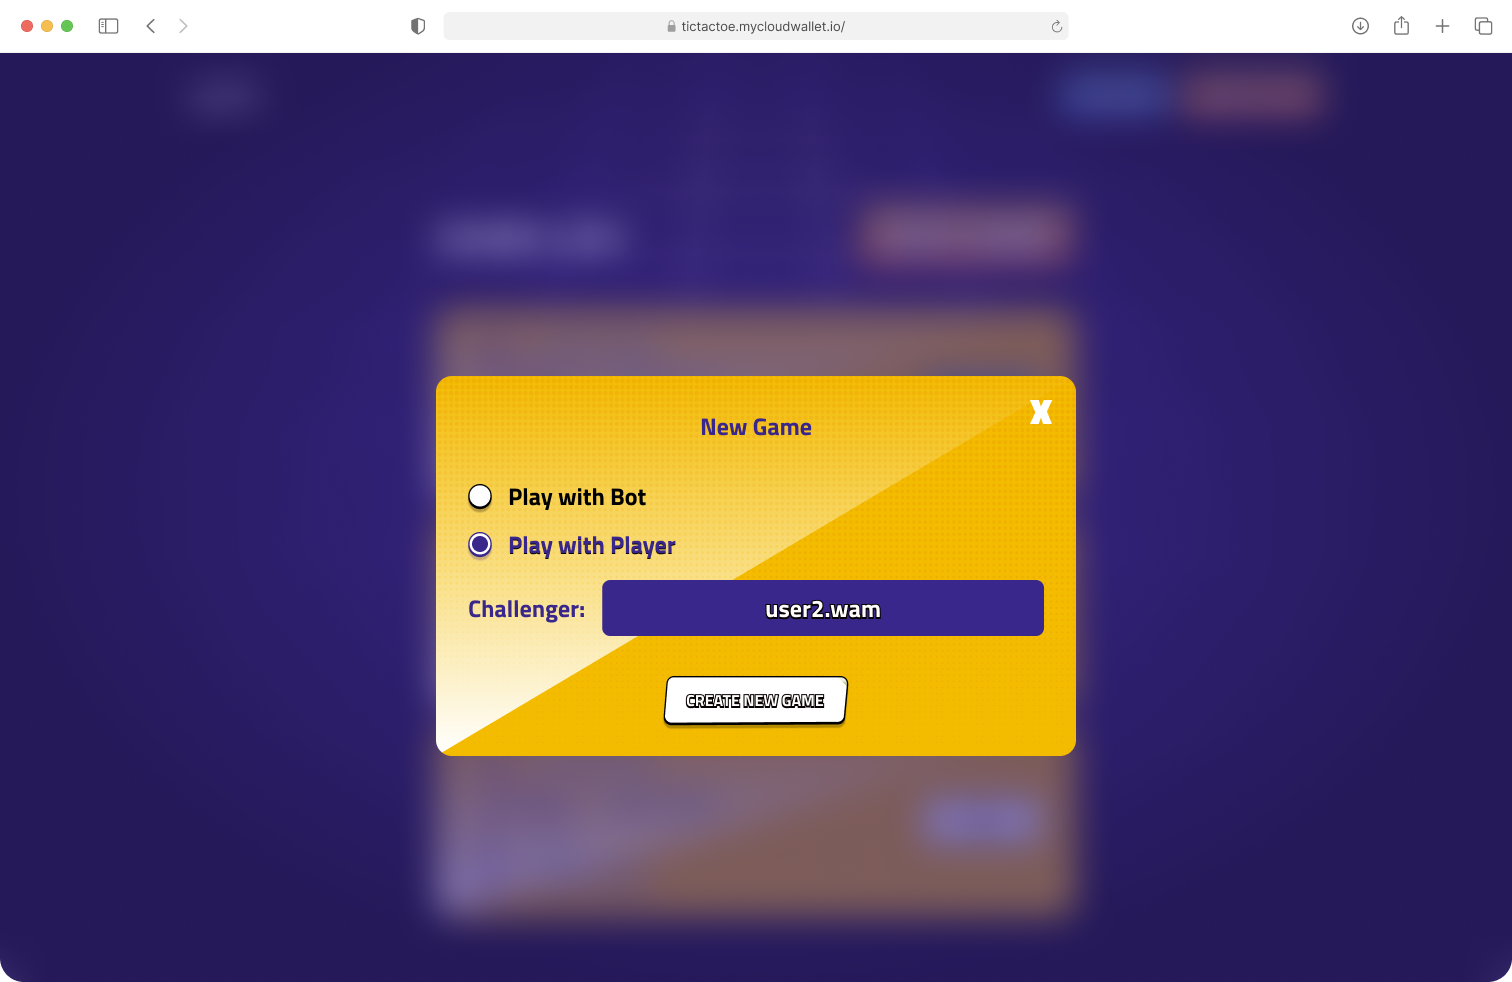 tictactoe.mycloudwallet.io/
New Game
X
Play with Bot
Play with Player
Challenger: user2.wam
CREATE NEW GAME